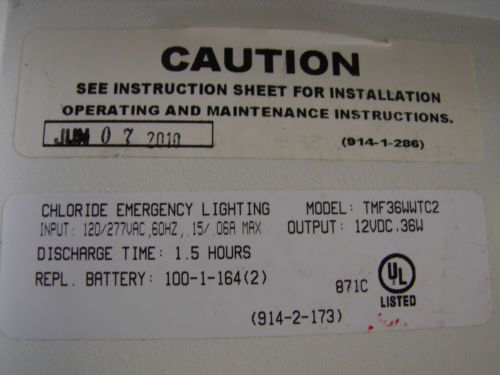 CAUTION
SEE INSTRUCTION SHEET FOR INSTALLATION
OPERATING AND MAINTENANCE INSTRUCTIONS.
JUN 07 2010
(914-1-286)
CHLORIDE EMERGENCY LIGHTING MODEL: TMF36WWTC2
INPUT: 120/277VAC,60HZ,.15/.06A MAX OUTPUT: 12VDC.36W
DISCHARGE TIME: 1.5 HOURS
REPL. BATTERY: 100-1-164(2) 871C UL
LISTED
(914-2-173)